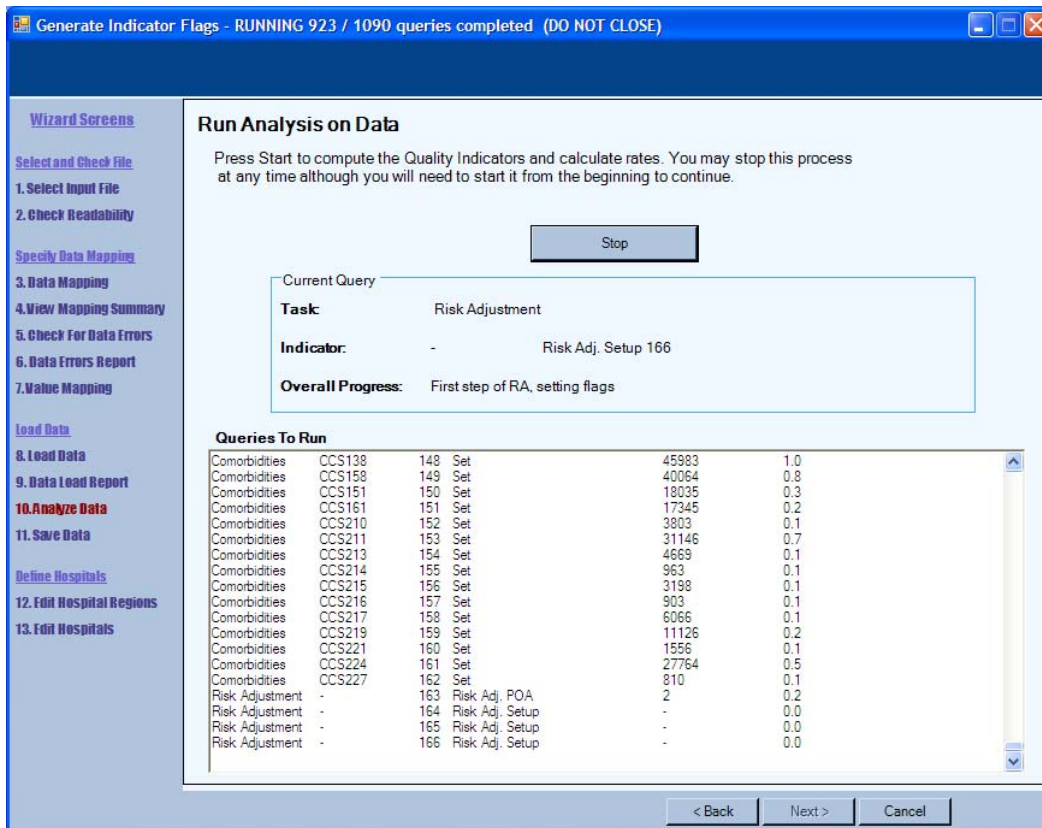 Generate Indicator Flags - RUNNING 923 / 1090 queries completed (DO NOT CLOSE)
Wizard Screens
Select and Check File
1. Select Input File
2. Check Readability
Specify Data Mapping
3. Data Mapping
4.View Mapping Summary
5. Check For Data Errors
6. Data Errors Report
7.Value Mapping
Load Data
8. Load Data
9. Data Load Report
10.Analyze Data
11. Save Data
Define Hospitals
12. Edit Hospital Regions
13. Edit Hospitals
Run Analysis on Data
Press Start to compute the Quality Indicators and calculate rates. You may stop this process
at any time although you will need to start it from the beginning to continue.
Stop
Current Query
Task: Risk Adjustment
Indicator: - Risk Adj. Setup 166
Overall Progress: First step of RA, setting flags
Queries To Run
Comorbidities CCS138 148 Set 45983 1.0
Comorbidities CCS158 149 Set 40064 0.8
Comorbidities CCS151 150 Set 18035 0.3
Comorbidities CCS161 151 Set 17345 0.2
Comorbidities CCS210 152 Set 3803 0.1
Comorbidities CCS211 153 Set 31146 0.7
Comorbidities CCS213 154 Set 4669 0.1
Comorbidities CCS214 155 Set 963 0.1
Comorbidities CCS215 156 Set 3198 0.1
Comorbidities CCS216 157 Set 903 0.1
Comorbidities CCS217 158 Set 6066 0.1
Comorbidities CCS219 159 Set 11126 0.2
Comorbidities CCS221 160 Set 1556 0.1
Comorbidities CCS224 161 Set 27764 0.5
Comorbidities CCS227 162 Set 810 0.1
Risk Adjustment - 163 Risk Adj. POA 2 0.2
Risk Adjustment - 164 Risk Adj. Setup - 0.0
Risk Adjustment - 165 Risk Adj. Setup - 0.0
Risk Adjustment - 166 Risk Adj. Setup - 0.0
< Back Next > Cancel